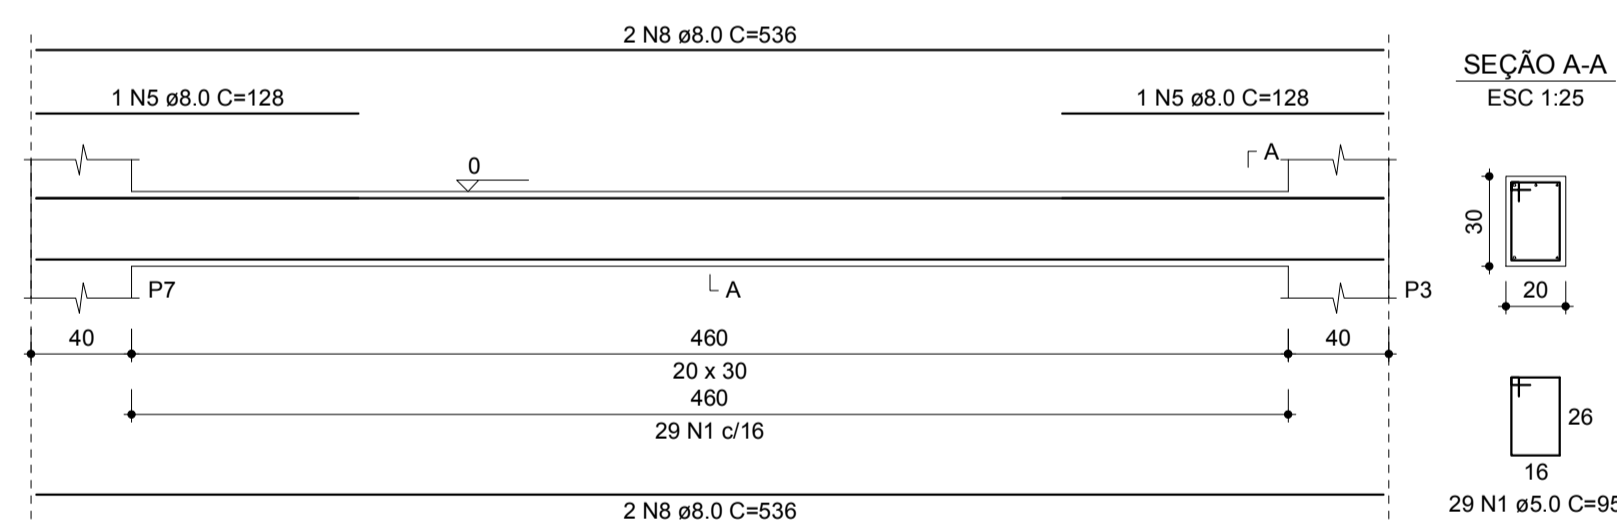 2 N8 ø8.0 C=536
1 N5 ø8.0 C=128
1 N5 ø8.0 C=128
0
A
P7
A
P3
40
460
40
20 x 30
460
29 N1 c/16
2 N8 ø8.0 C=536
SEÇÃO A-A
ESC 1:25
30
20
26
16
29 N1 ø5.0 C=95